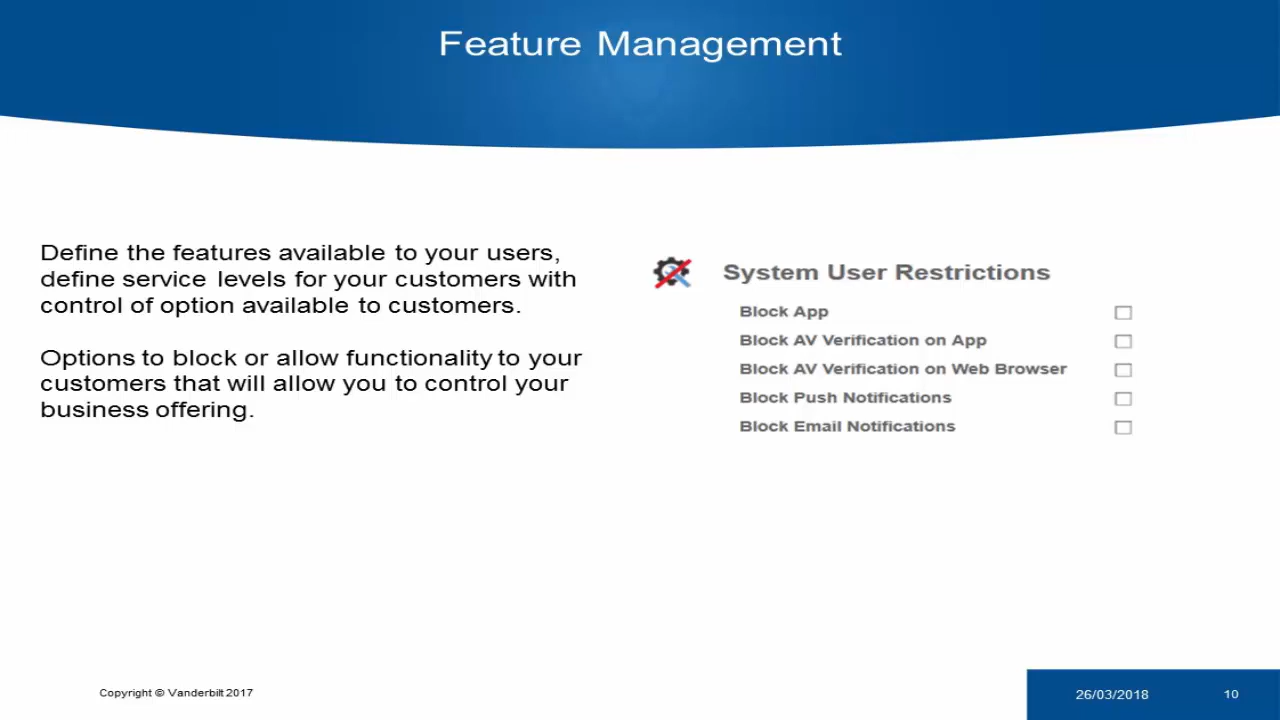 Feature Management
Define the features available to your users,
define service levels for your customers with
control of option available to customers.
Options to block or allow functionality to your
customers that will allow you to control your
business offering.
System User Restrictions
Block App
Block AV Verification on App
Block AV Verification on Web Browser
Block Push Notifications
Block Email Notifications
Copyright © Vanderbilt 2017
26/03/2018
10